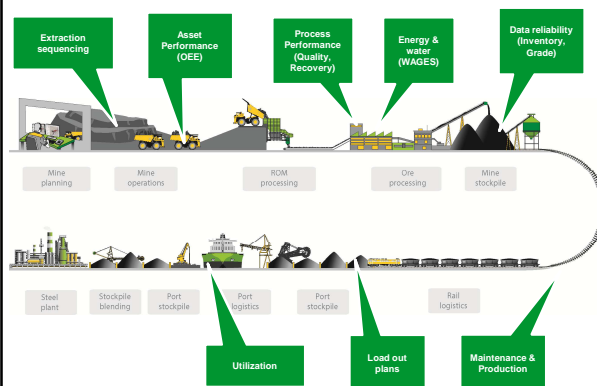 Extraction
sequencing
Asset
Performance
(OEE)
Process
Performance
(Quality,
Recovery)
Energy &
water
(WAGES)
Data reliability
(Inventory,
Grade)
Mine
planning
Mine
operations
ROM
processing
Ore
processing
Mine
stockpile
Steel
plant
Stockpile
blending
Port
stockpile
Port
logistics
Port
stockpile
Rail
logistics
Utilization
Load out
plans
Maintenance &
Production